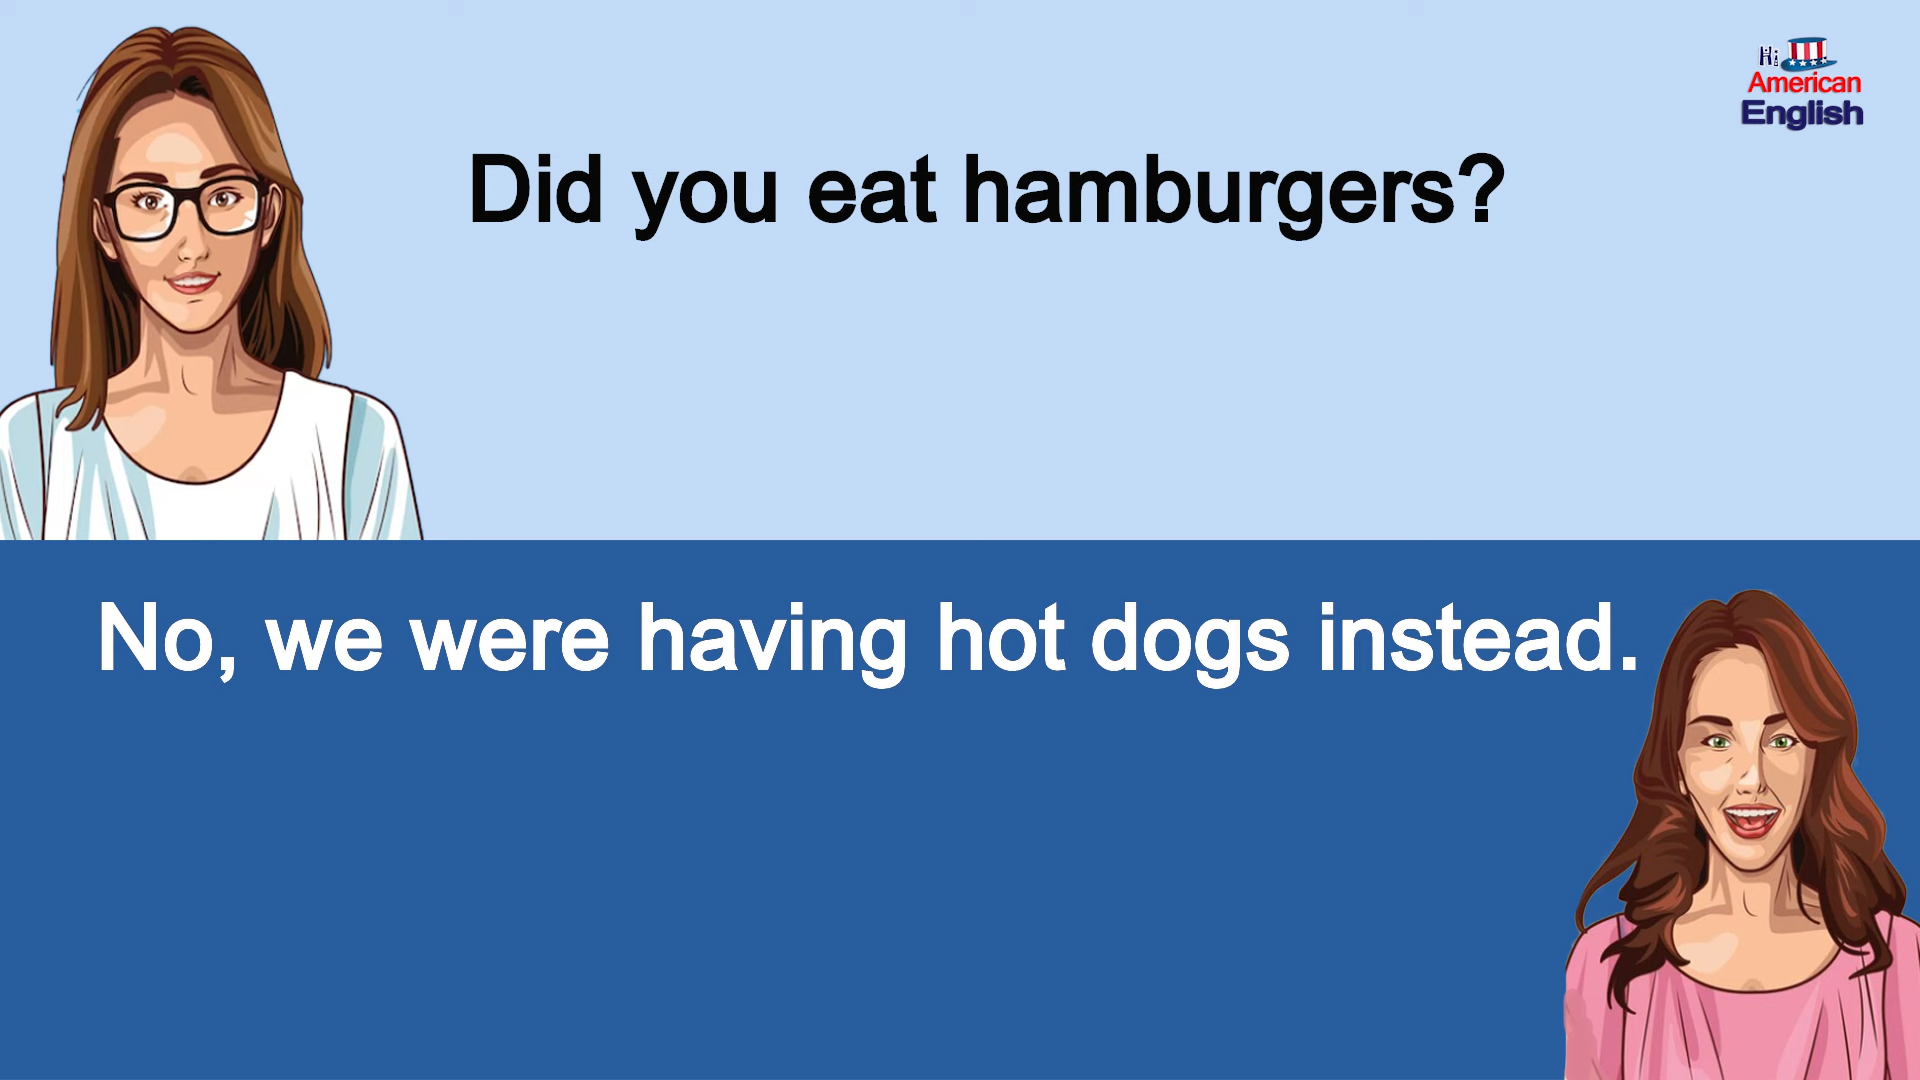 Hi
American
English
Did you eat hamburgers?
No, we were having hot dogs instead.